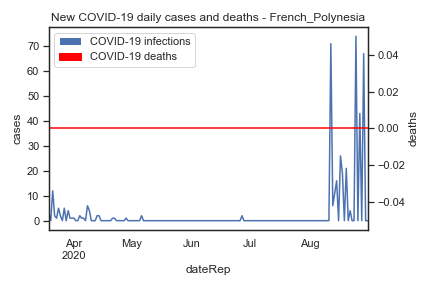 New COVID-19 daily cases and deaths - French_Polynesia
COVID-19 infections
COVID-19 deaths
70
60
50
40
30
20
10
0
cases
0.04
0.02
0.00
−0.02
−0.04
deaths
Apr
2020
May
Jun
Jul
Aug
dateRep